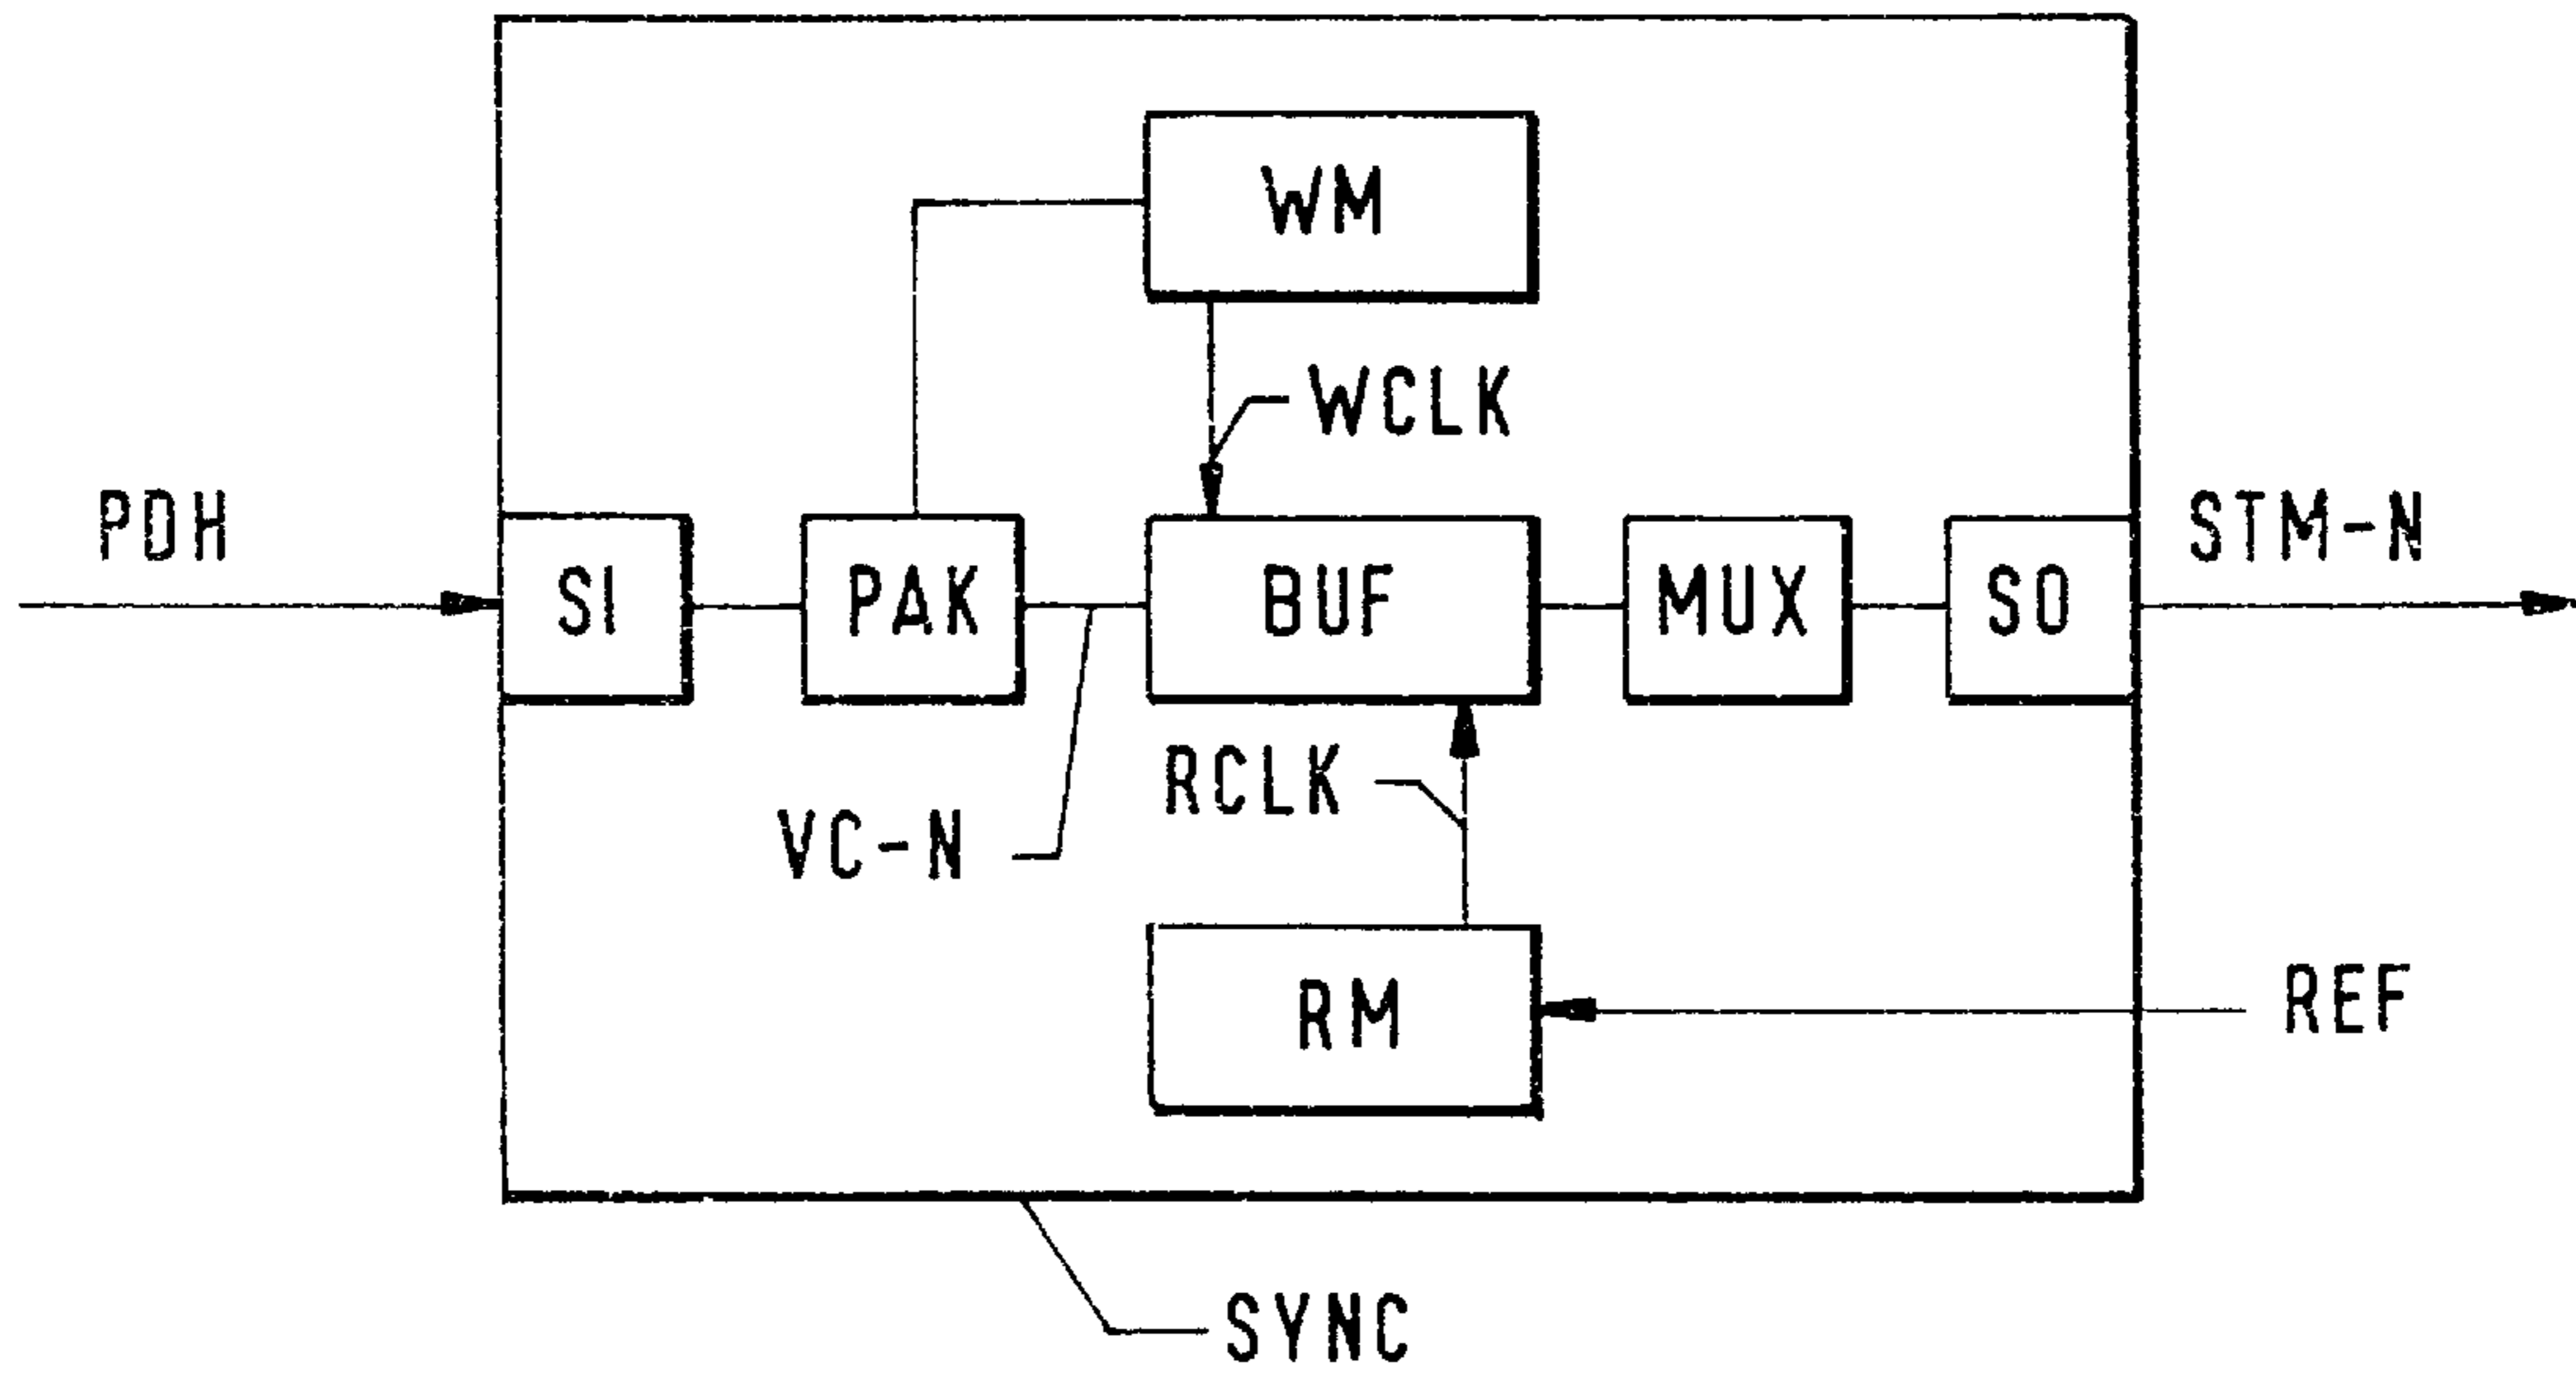 WM
WCLK
PDH
STM-N
SI
PAK
BUF
MUX
SO
RCLK
VC-N
REF
RM
SYNC